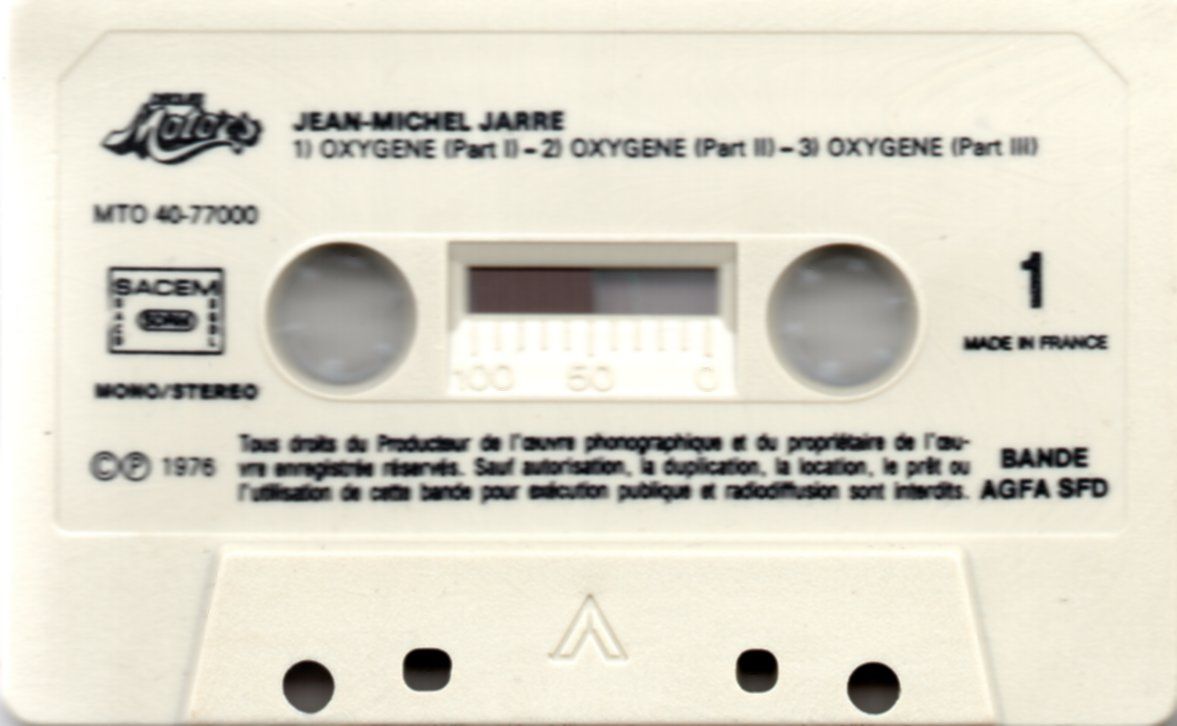 Motors
JEAN-MICHEL JARRE
1) OXYGENE (Part I) – 2) OXYGENE (Part II) – 3) OXYGENE (Part III)
MTO 40-77000
SACEM
1
MADE IN FRANCE
100 50 0
MONO/STEREO
©℗ 1976
Tous droits du Producteur de l'œuvre phonographique et du propriétaire de l'œu-
vre enregistrée réservés. Sauf autorisation, la duplication, la location, le prêt ou
l'utilisation de cette bande pour exécution publique et radiodiffusion sont interdits.
BANDE
AGFA SFD